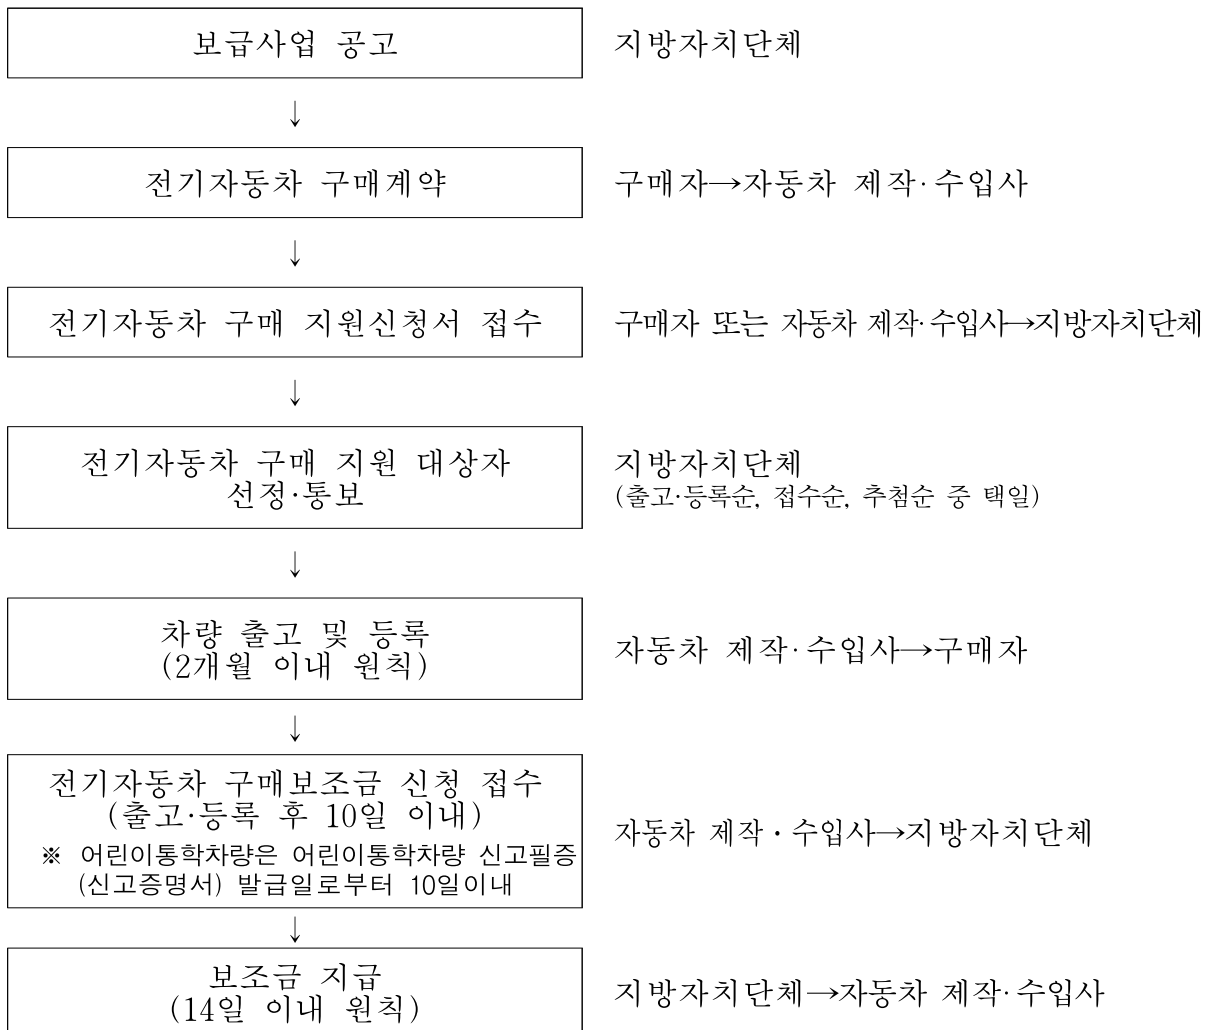 보급사업 공고
지방자치단체
↓
전기자동차 구매계약
구매자→자동차 제작·수입사
↓
전기자동차 구매 지원신청서 접수
구매자 또는 자동차 제작·수입사→지방자치단체
↓
전기자동차 구매 지원 대상자
선정·통보
지방자치단체
(출고·등록순, 접수순, 추첨순 중 택일)
↓
차량 출고 및 등록
(2개월 이내 원칙)
자동차 제작·수입사→구매자
↓
전기자동차 구매보조금 신청 접수
(출고·등록 후 10일 이내)
※ 어린이통학차량은 어린이통학차량 신고필증
(신고증명서) 발급일로부터 10일이내
자동차 제작·수입사→지방자치단체
↓
보조금 지급
(14일 이내 원칙)
지방자치단체→자동차 제작·수입사